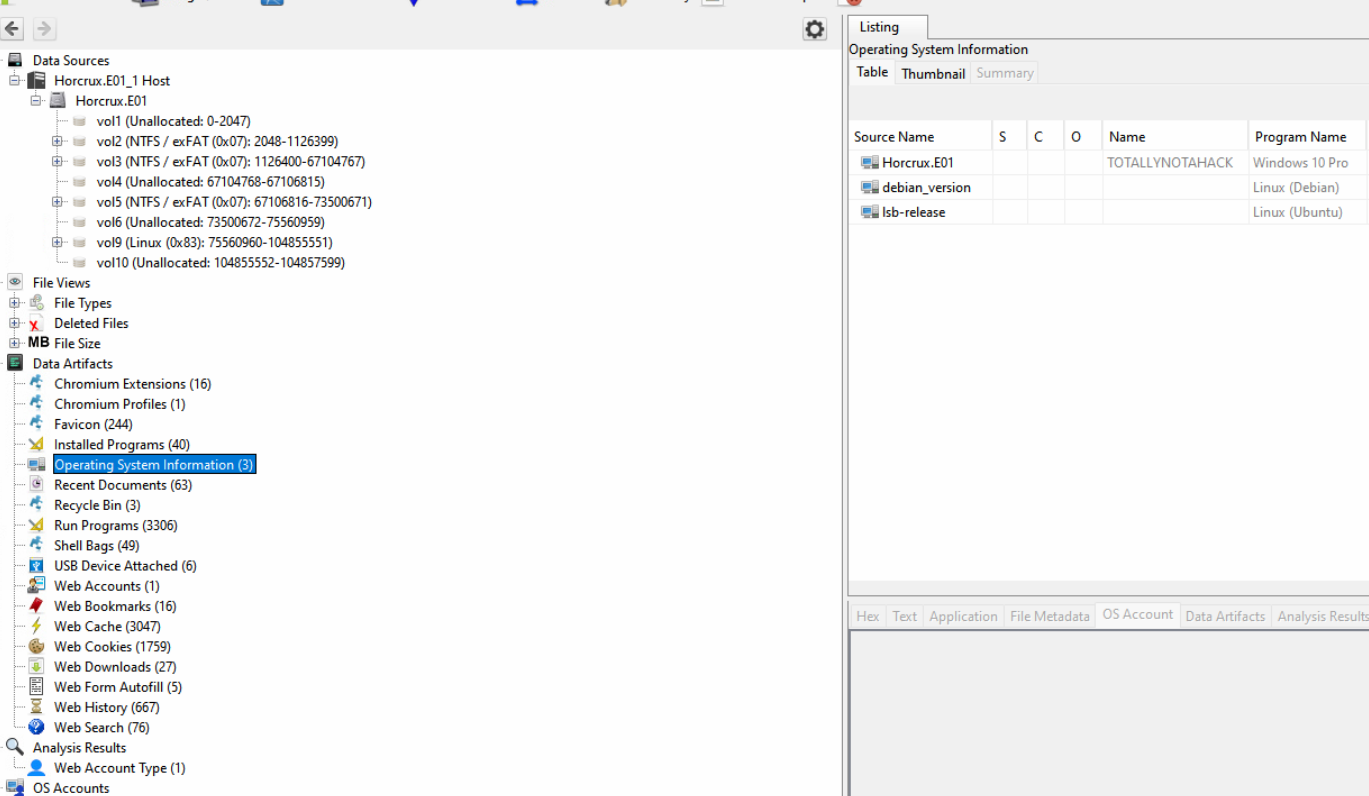 Data Sources
Horcrux.E01_1 Host
Horcrux.E01
vol1 (Unallocated: 0-2047)
vol2 (NTFS / exFAT (0x07): 2048-1126399)
vol3 (NTFS / exFAT (0x07): 1126400-67104767)
vol4 (Unallocated: 67104768-67106815)
vol5 (NTFS / exFAT (0x07): 67106816-73500671)
vol6 (Unallocated: 73500672-75560959)
vol9 (Linux (0x83): 75560960-104855551)
vol10 (Unallocated: 104855552-104857599)
File Views
File Types
Deleted Files
MB File Size
Data Artifacts
Chromium Extensions (16)
Chromium Profiles (1)
Favicon (244)
Installed Programs (40)
Operating System Information (3)
Recent Documents (63)
Recycle Bin (3)
Run Programs (3306)
Shell Bags (49)
USB Device Attached (6)
Web Accounts (1)
Web Bookmarks (16)
Web Cache (3047)
Web Cookies (1759)
Web Downloads (27)
Web Form Autofill (5)
Web History (667)
Web Search (76)
Analysis Results
Web Account Type (1)
OS Accounts
Listing
Operating System Information
Table Thumbnail Summary
Source Name S C O Name Program Name
Horcrux.E01 TOTALLYNOTAHACK Windows 10 Pro
debian_version Linux (Debian)
lsb-release Linux (Ubuntu)
Hex Text Application File Metadata OS Account Data Artifacts Analysis Results